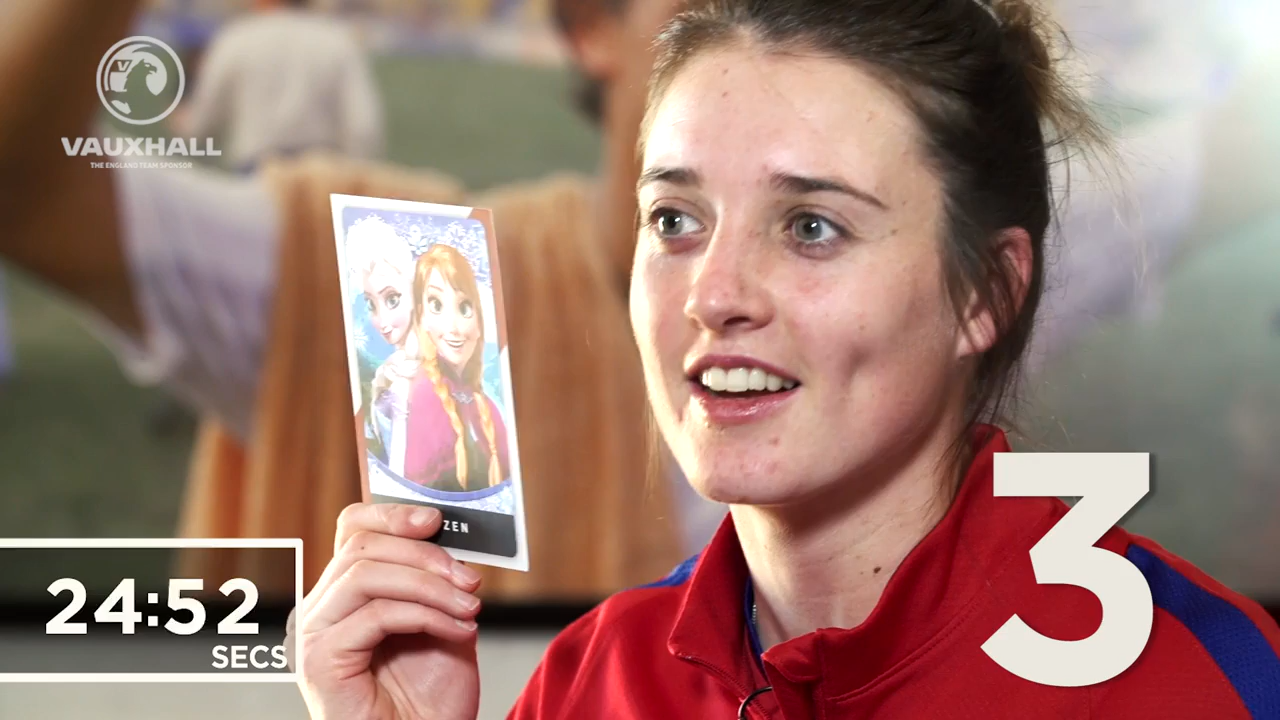 VAUXHALL
THE ENGLAND TEAM SPONSOR
ZEN
24:52
SECS
3